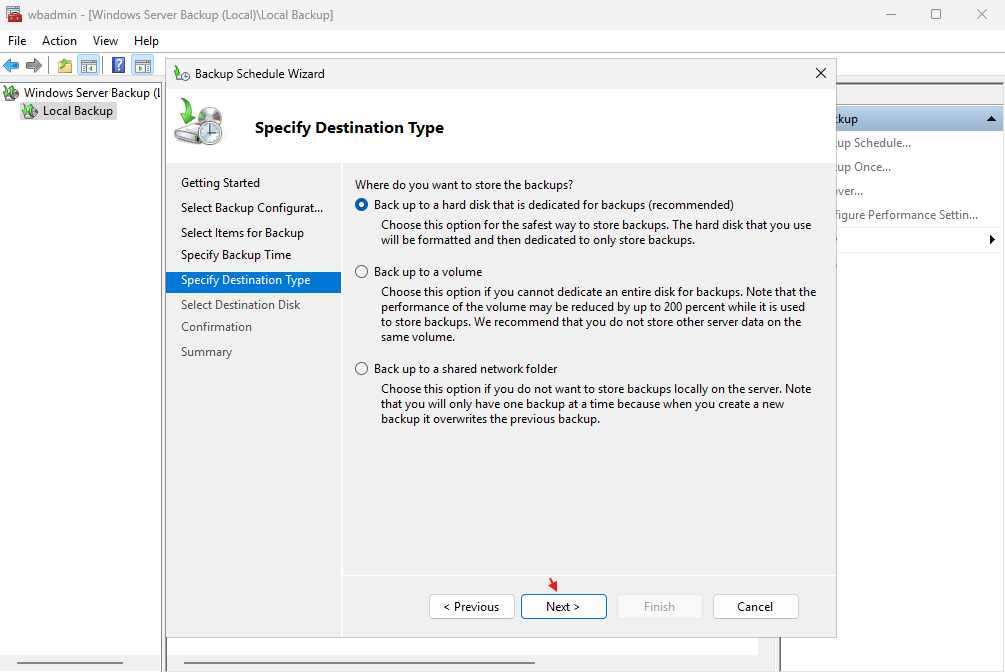 wbadmin - [Windows Server Backup (Local)\Local Backup]
File Action View Help
Windows Server Backup (L
Local Backup
Backup Schedule Wizard
Specify Destination Type
Getting Started
Select Backup Configurat...
Select Items for Backup
Specify Backup Time
Specify Destination Type
Select Destination Disk
Confirmation
Summary
Where do you want to store the backups?
Back up to a hard disk that is dedicated for backups (recommended)
Choose this option for the safest way to store backups. The hard disk that you use
will be formatted and then dedicated to only store backups.
Back up to a volume
Choose this option if you cannot dedicate an entire disk for backups. Note that the
performance of the volume may be reduced by up to 200 percent while it is used
to store backups. We recommend that you do not store other server data on the
same volume.
Back up to a shared network folder
Choose this option if you do not want to store backups locally on the server. Note
that you will only have one backup at a time because when you create a new
backup it overwrites the previous backup.
< Previous
Next >
Finish
Cancel
kup
up Schedule...
up Once...
ver...
figure Performance Settin...